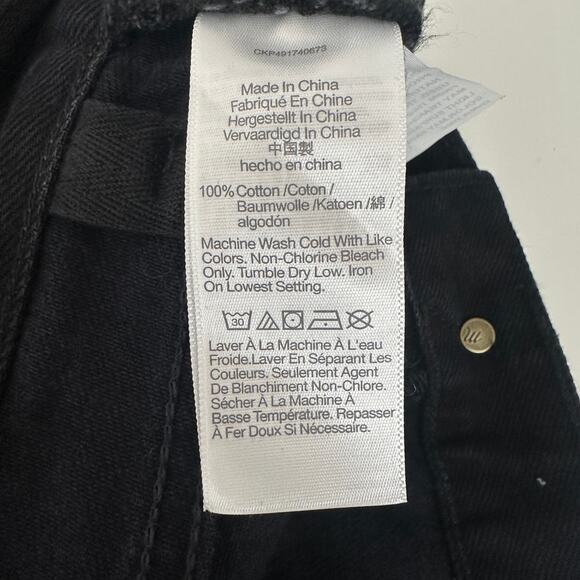 CKP491740673
Made In China
Fabriqué En Chine
Hergestellt In China
Vervaardigd In China
中国製
hecho en china
100% Cotton /Coton /
Baumwolle /Katoen /綿 /
algodón
Machine Wash Cold With Like
Colors. Non-Chlorine Bleach
Only. Tumble Dry Low. Iron
On Lowest Setting.
30
Laver À La Machine À L'eau
Froide.Laver En Séparant Les
Couleurs. Seulement Agent
De Blanchiment Non-Chlore.
Sécher À La Machine À
Basse Température. Repasser
À Fer Doux Si Nécessaire.